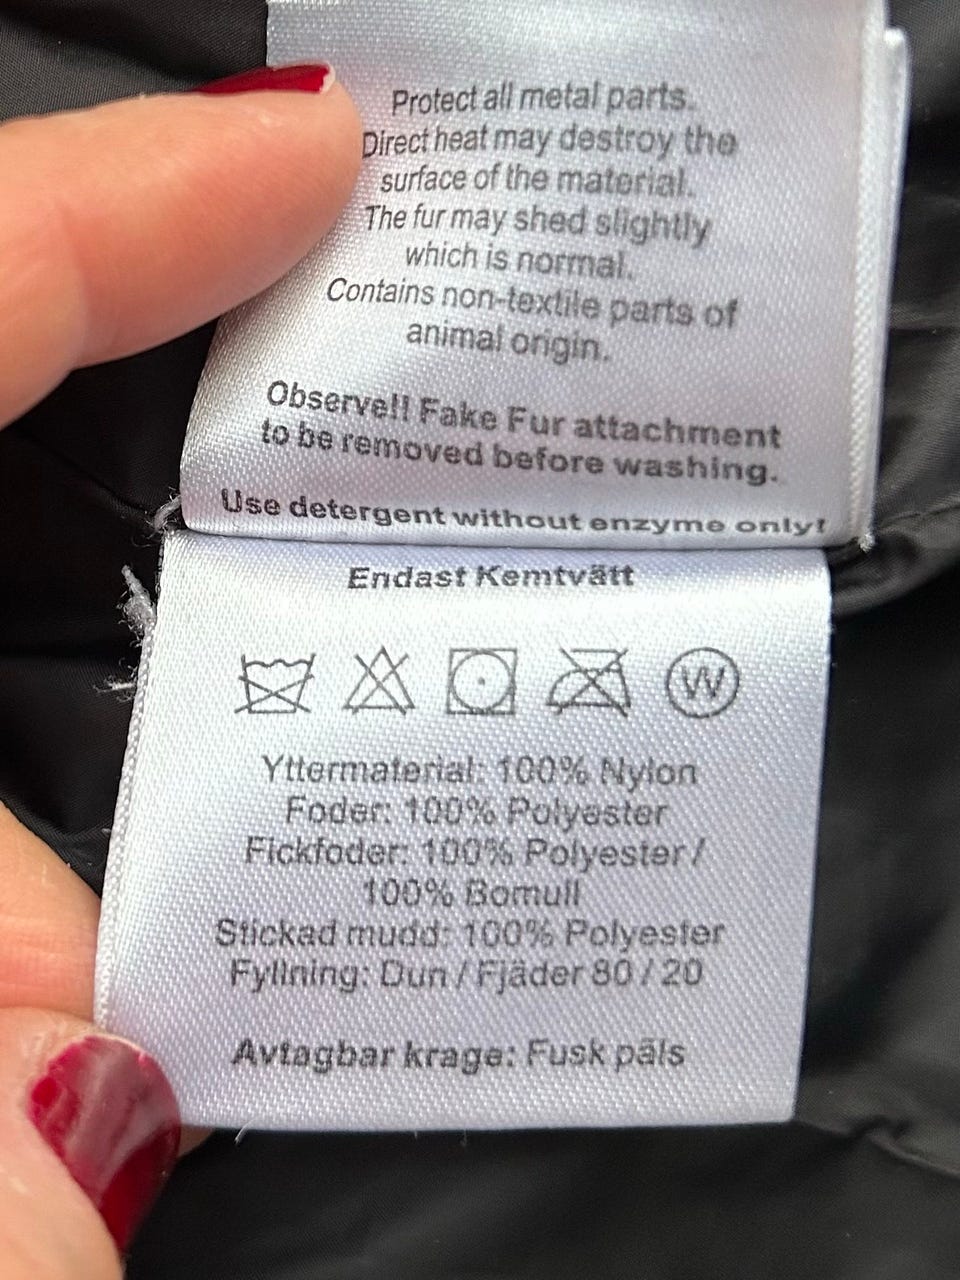 Protect all metal parts.
Direct heat may destroy the
surface of the material.
The fur may shed slightly
which is normal.
Contains non-textile parts of
animal origin.
Observe!! Fake Fur attachment
to be removed before washing.
Use detergent without enzyme only!
Endast Kemtvätt
W
Yttermaterial: 100% Nylon
Foder: 100% Polyester
Fickfoder: 100% Polyester /
100% Bomull
Stickad mudd: 100% Polyester
Fyllning: Dun / Fjäder 80 / 20
Avtagbar krage: Fusk päls